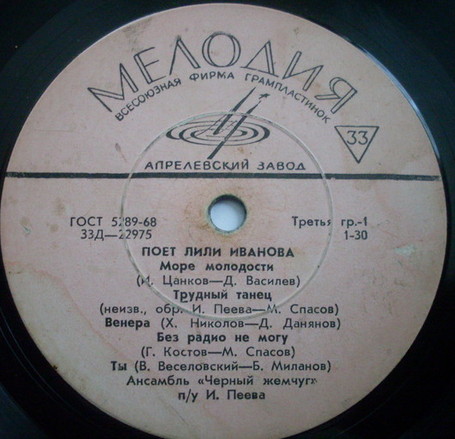 МЕЛОДИЯ
ВСЕСОЮЗНАЯ ФИРМА ГРАМПЛАСТИНОК
33
АПРЕЛЕВСКИЙ ЗАВОД
ГОСТ 5289-68 Третья гр.-1
33Д—22975 1-30
ПОЕТ ЛИЛИ ИВАНОВА
Море молодости
(И. Цанков—Д. Василев)
Трудный танец
(неизв., обр. И. Пеева—М. Спасов)
Венера (Х. Николов—Д. Данянов)
Без радио не могу
(Г. Костов—М. Спасов)
Ты (В. Веселовский—Б. Миланов)
Ансамбль «Черный жемчуг»
п/у И. Пеева